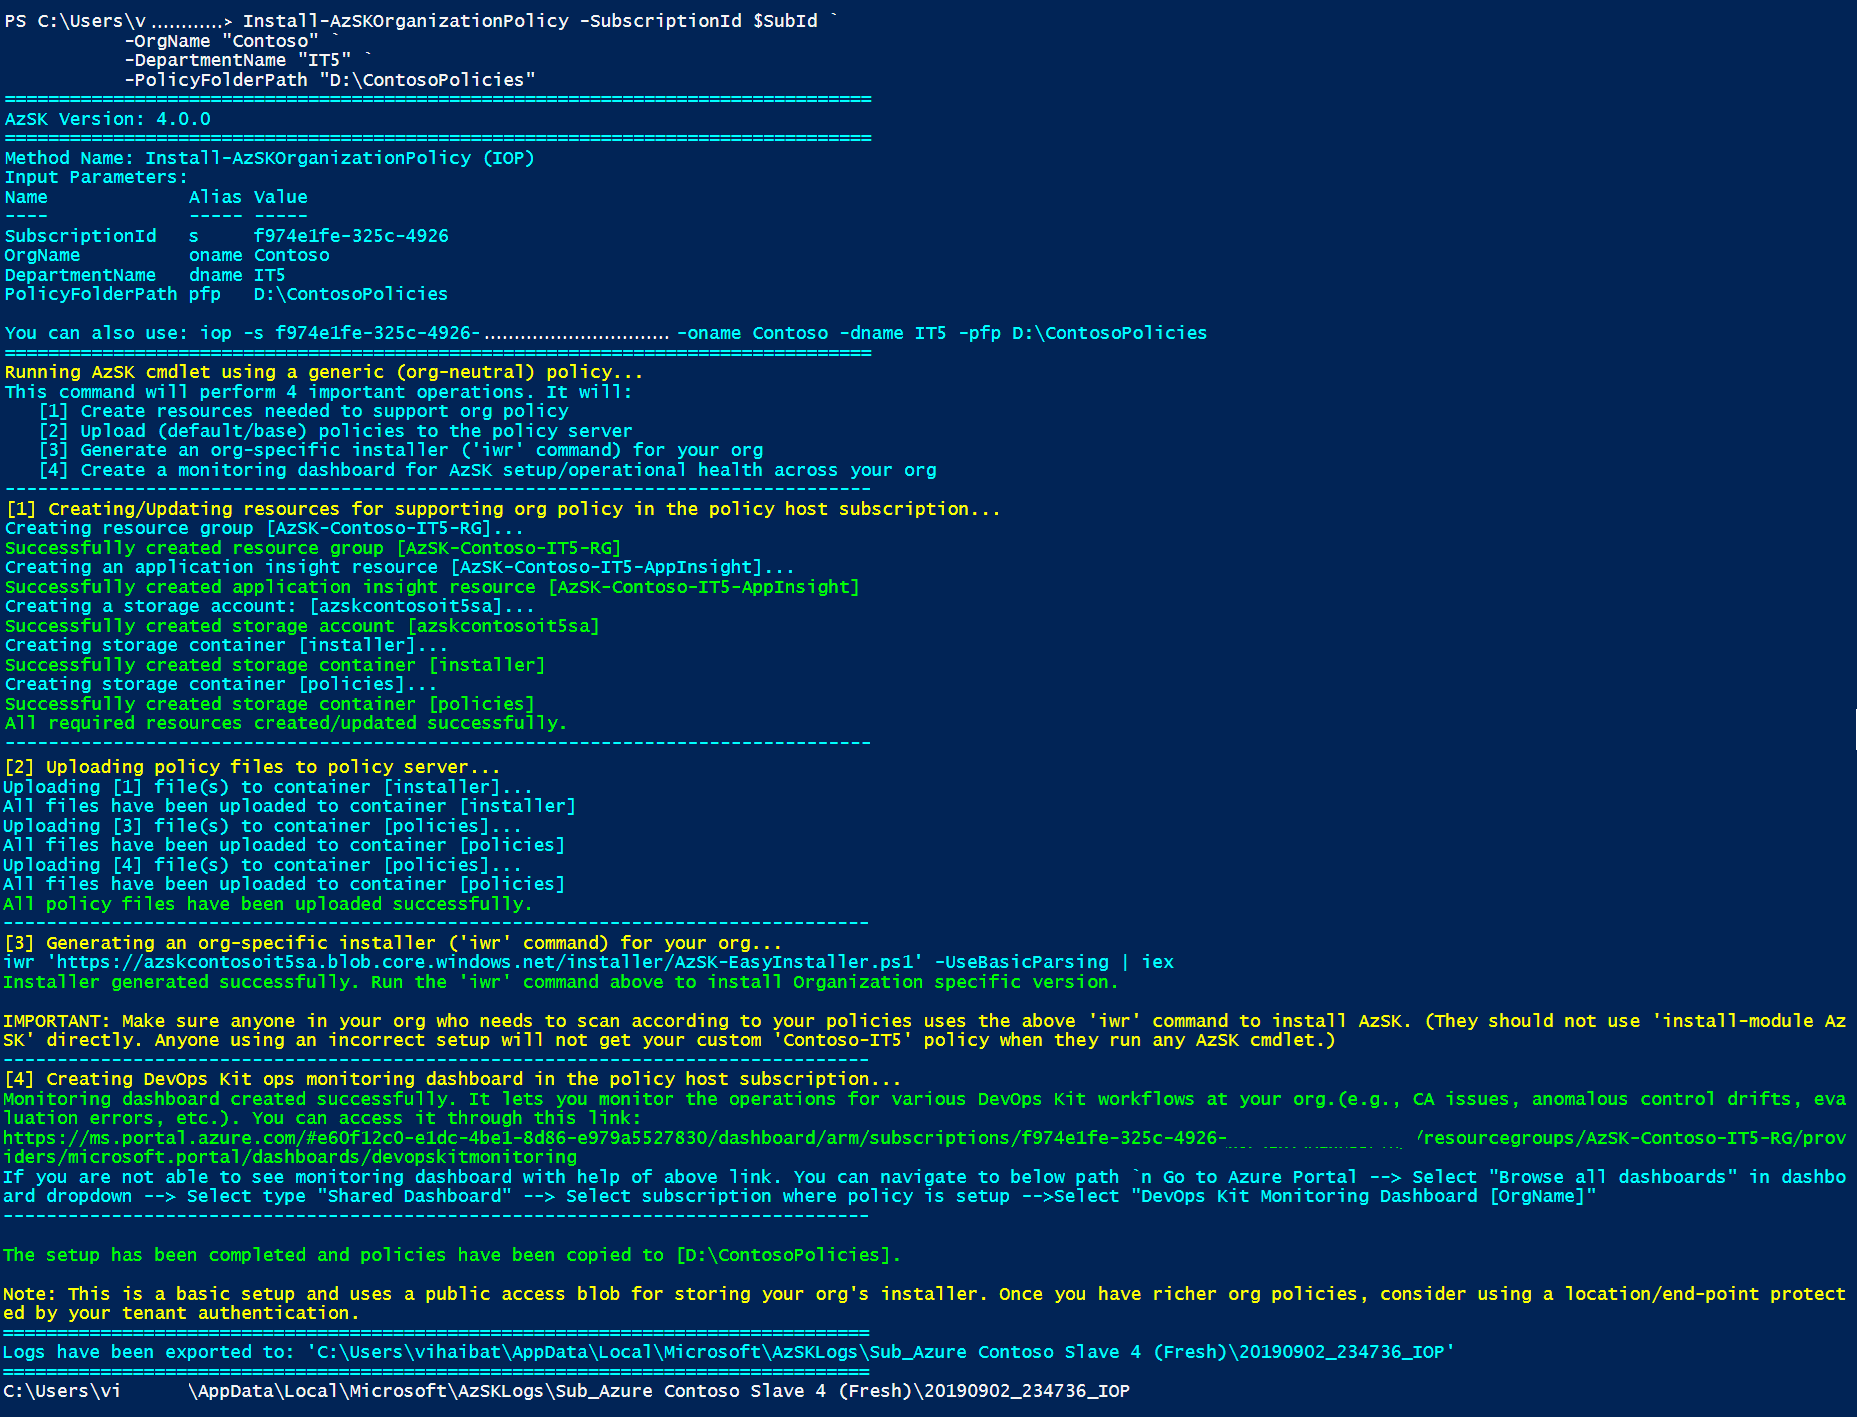 PS C:\Users\v ............> Install-AzSKOrganizationPolicy -SubscriptionId $SubId `
-OrgName "Contoso" `
-DepartmentName "IT5" `
-PolicyFolderPath "D:\ContosoPolicies"
================================================================================
AzSK Version: 4.0.0
================================================================================
Method Name: Install-AzSKOrganizationPolicy (IOP)
Input Parameters:
Name             Alias Value
----             ----- -----
SubscriptionId   s     f974e1fe-325c-4926
OrgName          oname Contoso
DepartmentName   dname IT5
PolicyFolderPath pfp   D:\ContosoPolicies
You can also use: iop -s f974e1fe-325c-4926-............................... -oname Contoso -dname IT5 -pfp D:\ContosoPolicies
================================================================================
Running AzSK cmdlet using a generic (org-neutral) policy...
This command will perform 4 important operations. It will:
[1] Create resources needed to support org policy
[2] Upload (default/base) policies to the policy server
[3] Generate an org-specific installer ('iwr' command) for your org
[4] Create a monitoring dashboard for AzSK setup/operational health across your org
--------------------------------------------------------------------------------
[1] Creating/Updating resources for supporting org policy in the policy host subscription...
Creating resource group [AzSK-Contoso-IT5-RG]...
Successfully created resource group [AzSK-Contoso-IT5-RG]
Creating an application insight resource [AzSK-Contoso-IT5-AppInsight]...
Successfully created application insight resource [AzSK-Contoso-IT5-AppInsight]
Creating a storage account: [azskcontosoit5sa]...
Successfully created storage account [azskcontosoit5sa]
Creating storage container [installer]...
Successfully created storage container [installer]
Creating storage container [policies]...
Successfully created storage container [policies]
All required resources created/updated successfully.
--------------------------------------------------------------------------------
[2] Uploading policy files to policy server...
Uploading [1] file(s) to container [installer]...
All files have been uploaded to container [installer]
Uploading [3] file(s) to container [policies]...
All files have been uploaded to container [policies]
Uploading [4] file(s) to container [policies]...
All files have been uploaded to container [policies]
All policy files have been uploaded successfully.
--------------------------------------------------------------------------------
[3] Generating an org-specific installer ('iwr' command) for your org...
iwr 'https://azskcontosoit5sa.blob.core.windows.net/installer/AzSK-EasyInstaller.ps1' -UseBasicParsing | iex
Installer generated successfully. Run the 'iwr' command above to install Organization specific version.
IMPORTANT: Make sure anyone in your org who needs to scan according to your policies uses the above 'iwr' command to install AzSK. (They should not use 'install-module Az
SK' directly. Anyone using an incorrect setup will not get your custom 'Contoso-IT5' policy when they run any AzSK cmdlet.)
--------------------------------------------------------------------------------
[4] Creating DevOps Kit ops monitoring dashboard in the policy host subscription...
Monitoring dashboard created successfully. It lets you monitor the operations for various DevOps Kit workflows at your org.(e.g., CA issues, anomalous control drifts, eva
luation errors, etc.). You can access it through this link:
https://ms.portal.azure.com/#e60f12c0-e1dc-4be1-8d86-e979a5527830/dashboard/arm/subscriptions/f974e1fe-325c-4926- /resourcegroups/AzSK-Contoso-IT5-RG/prov
iders/microsoft.portal/dashboards/devopskitmonitoring
If you are not able to see monitoring dashboard with help of above link. You can navigate to below path `n Go to Azure Portal --> Select "Browse all dashboards" in dashbo
ard dropdown --> Select type "Shared Dashboard" --> Select subscription where policy is setup -->Select "DevOps Kit Monitoring Dashboard [OrgName]"
--------------------------------------------------------------------------------
The setup has been completed and policies have been copied to [D:\ContosoPolicies].
Note: This is a basic setup and uses a public access blob for storing your org's installer. Once you have richer org policies, consider using a location/end-point protect
ed by your tenant authentication.
================================================================================
Logs have been exported to: 'C:\Users\vihaibat\AppData\Local\Microsoft\AzSKLogs\Sub_Azure Contoso Slave 4 (Fresh)\20190902_234736_IOP'
================================================================================
C:\Users\vi      \AppData\Local\Microsoft\AzSKLogs\Sub_Azure Contoso Slave 4 (Fresh)\20190902_234736_IOP